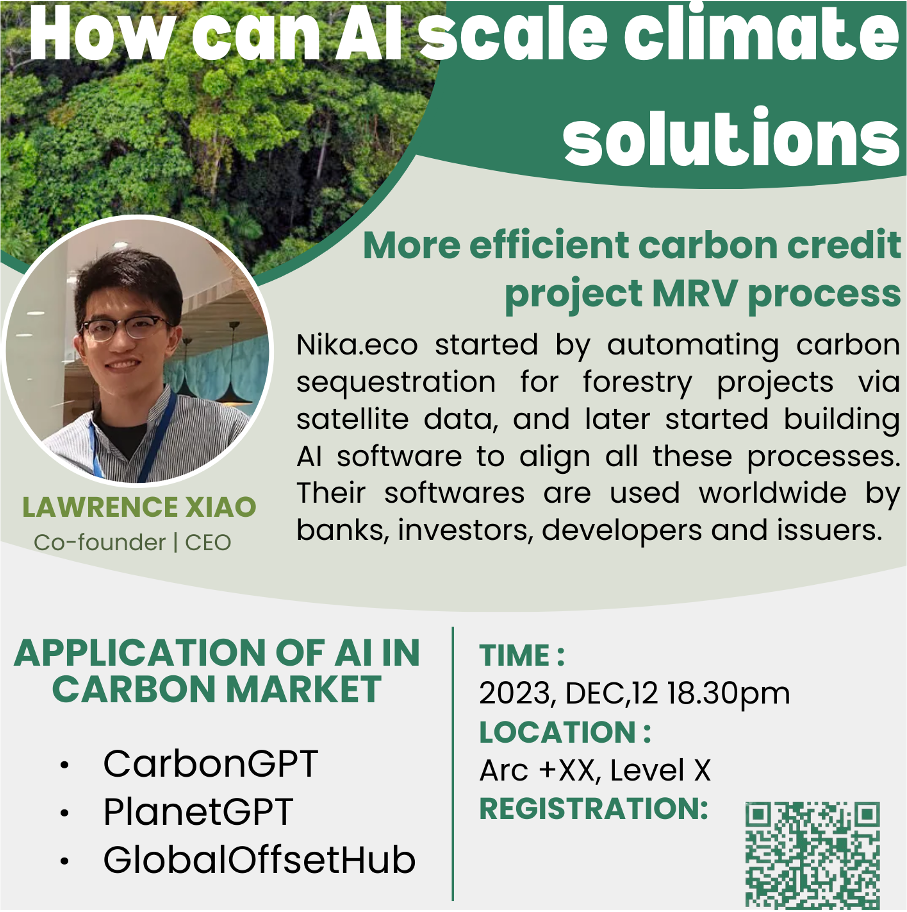 How can AI scale climate
solutions
More efficient carbon credit
project MRV process
Nika.eco started by automating carbon
sequestration for forestry projects via
satellite data, and later started building
AI software to align all these processes.
Their softwares are used worldwide by
banks, investors, developers and issuers.
LAWRENCE XIAO
Co-founder | CEO
APPLICATION OF AI IN
CARBON MARKET
• CarbonGPT
• PlanetGPT
• GlobalOffsetHub
TIME :
2023, DEC,12 18.30pm
LOCATION :
Arc +XX, Level X
REGISTRATION: